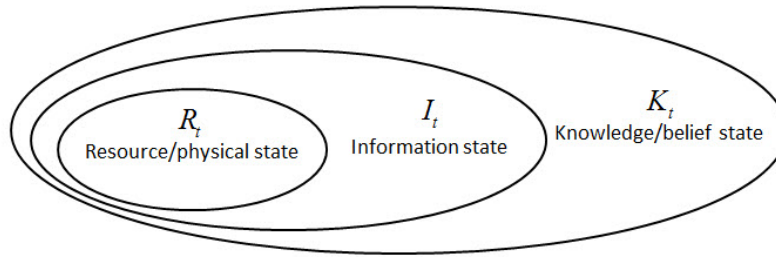 R_t
Resource/physical state
I_t
Information state
K_t
Knowledge/belief state